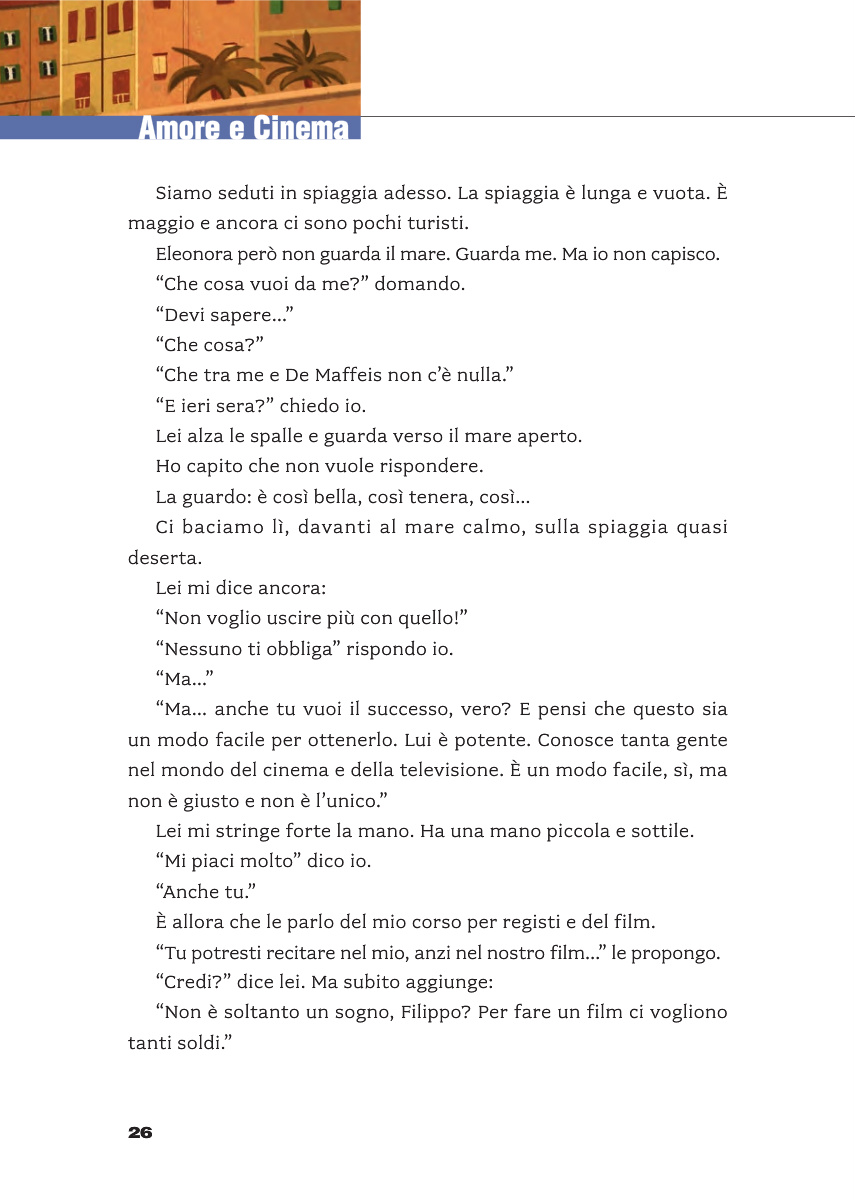 Amore e Cinema
Siamo seduti in spiaggia adesso. La spiaggia è lunga e vuota. È
maggio e ancora ci sono pochi turisti.
Eleonora però non guarda il mare. Guarda me. Ma io non capisco.
“Che cosa vuoi da me?” domando.
“Devi sapere...”
“Che cosa?”
“Che tra me e De Maffeis non c’è nulla.”
“E ieri sera?” chiedo io.
Lei alza le spalle e guarda verso il mare aperto.
Ho capito che non vuole rispondere.
La guardo: è così bella, così tenera, così...
Ci baciamo lì, davanti al mare calmo, sulla spiaggia quasi
deserta.
Lei mi dice ancora:
“Non voglio uscire più con quello!”
“Nessuno ti obbliga” rispondo io.
“Ma...”
“Ma... anche tu vuoi il successo, vero? E pensi che questo sia
un modo facile per ottenerlo. Lui è potente. Conosce tanta gente
nel mondo del cinema e della televisione. È un modo facile, sì, ma
non è giusto e non è l’unico.”
Lei mi stringe forte la mano. Ha una mano piccola e sottile.
“Mi piaci molto” dico io.
“Anche tu.”
È allora che le parlo del mio corso per registi e del film.
“Tu potresti recitare nel mio, anzi nel nostro film...” le propongo.
“Credi?” dice lei. Ma subito aggiunge:
“Non è soltanto un sogno, Filippo? Per fare un film ci vogliono
tanti soldi.”
26